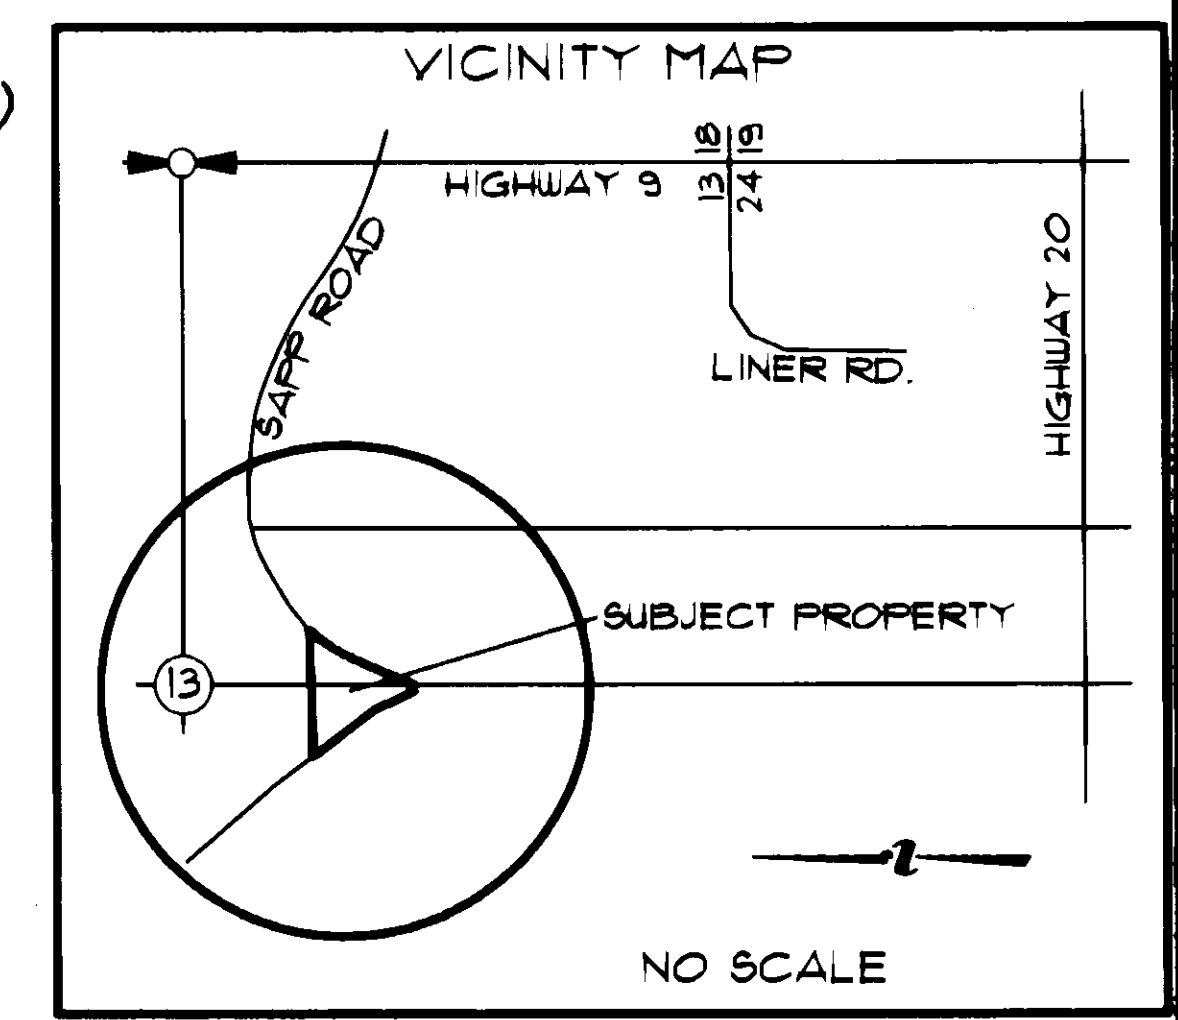 VICINITY MAP
18 19
13 24
HIGHWAY 9
SAPP ROAD
HIGHWAY 20
LINER RD.
SUBJECT PROPERTY
13
NO SCALE